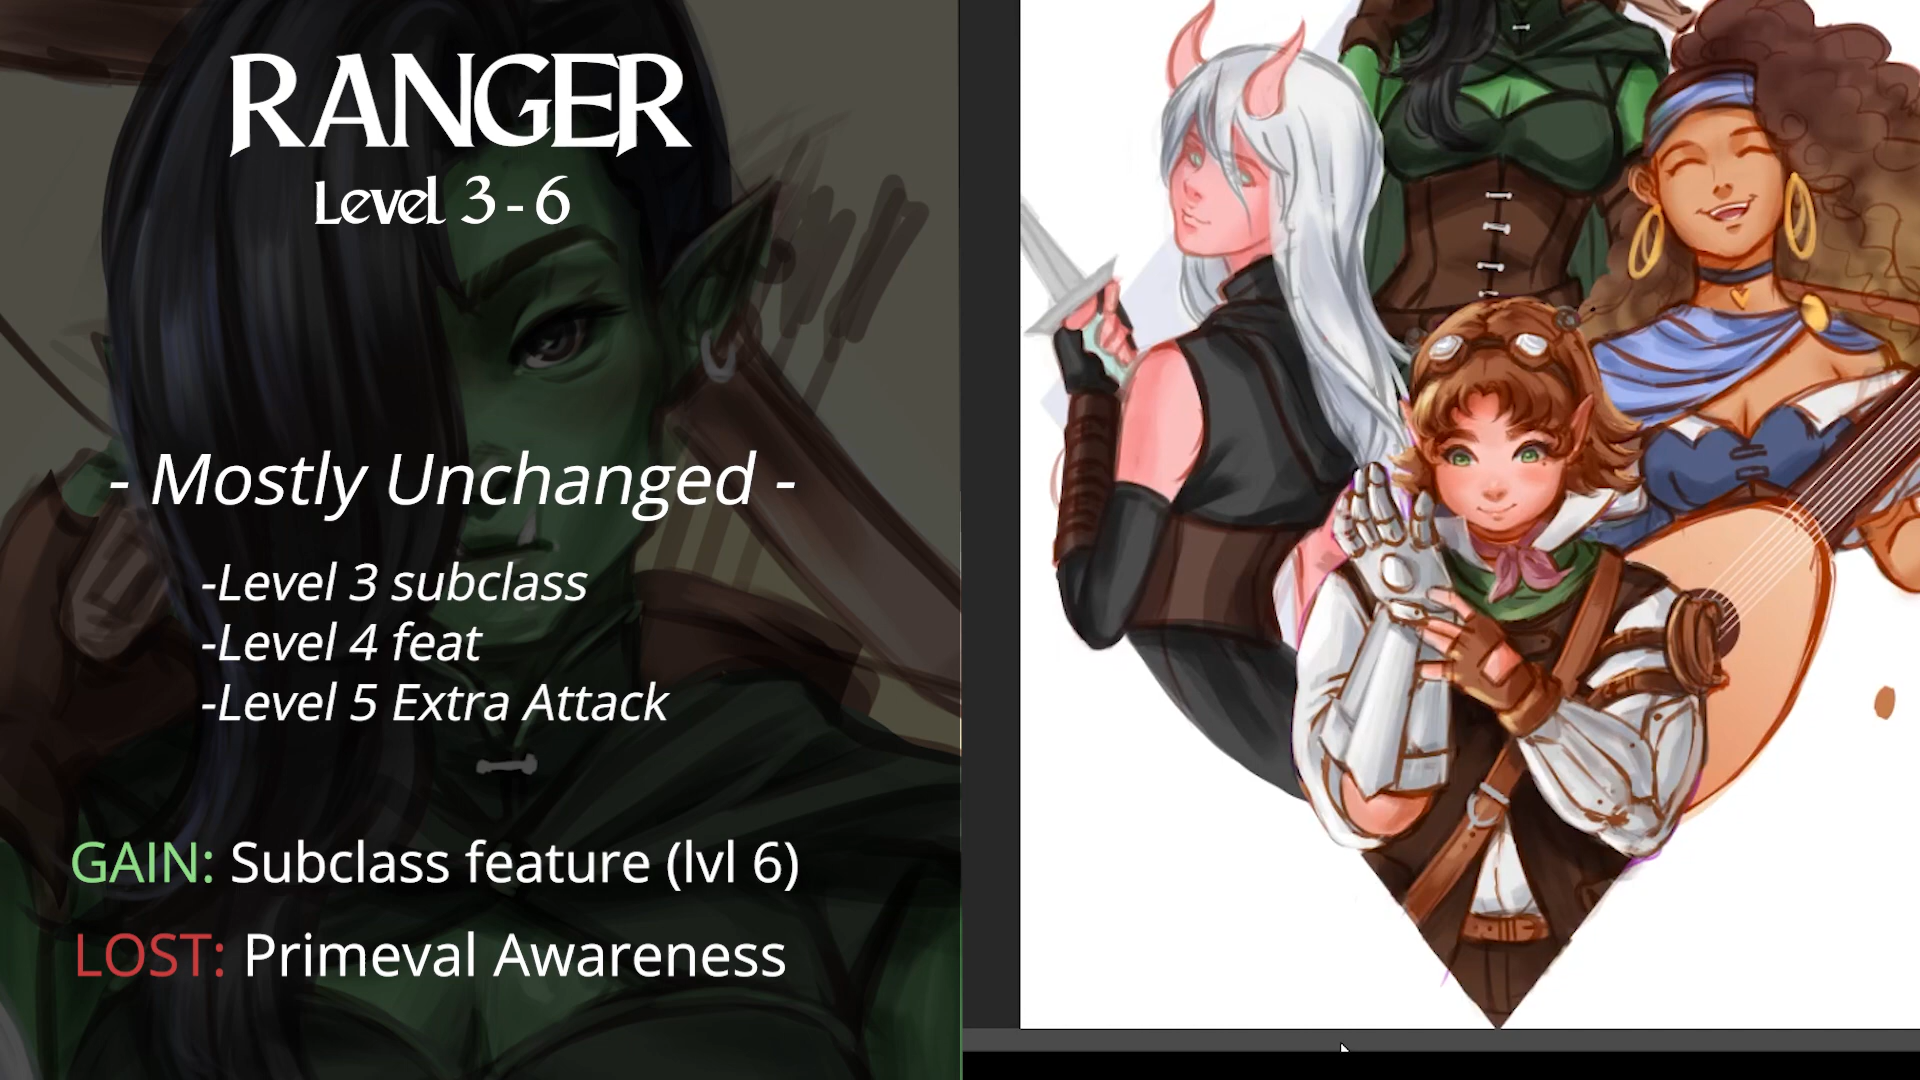 RANGER
Level 3 - 6
- Mostly Unchanged -
-Level 3 subclass
-Level 4 feat
-Level 5 Extra Attack
GAIN: Subclass feature (lvl 6)
LOST: Primeval Awareness